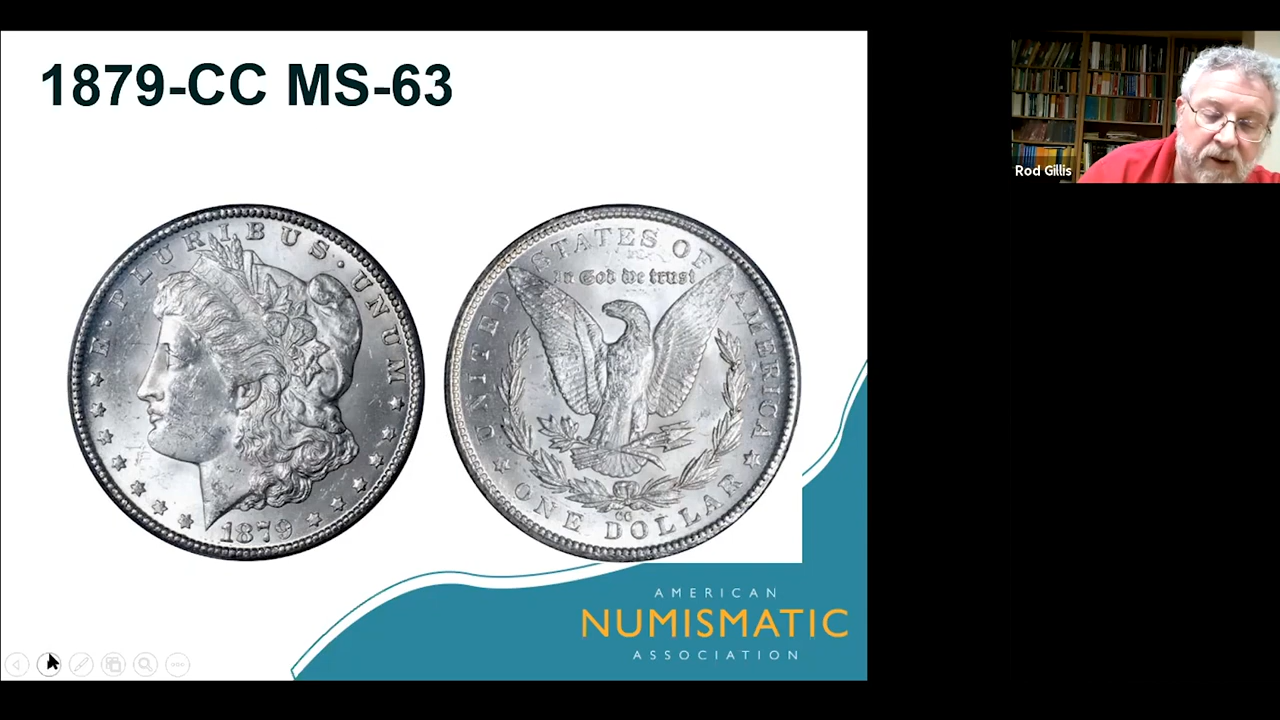 1879-CC MS-63
E·PLURIBUS·UNUM
1879
UNITED STATES OF AMERICA
In God we trust
CC
ONE DOLLAR
AMERICAN
NUMISMATIC
ASSOCIATION
Rod Gillis